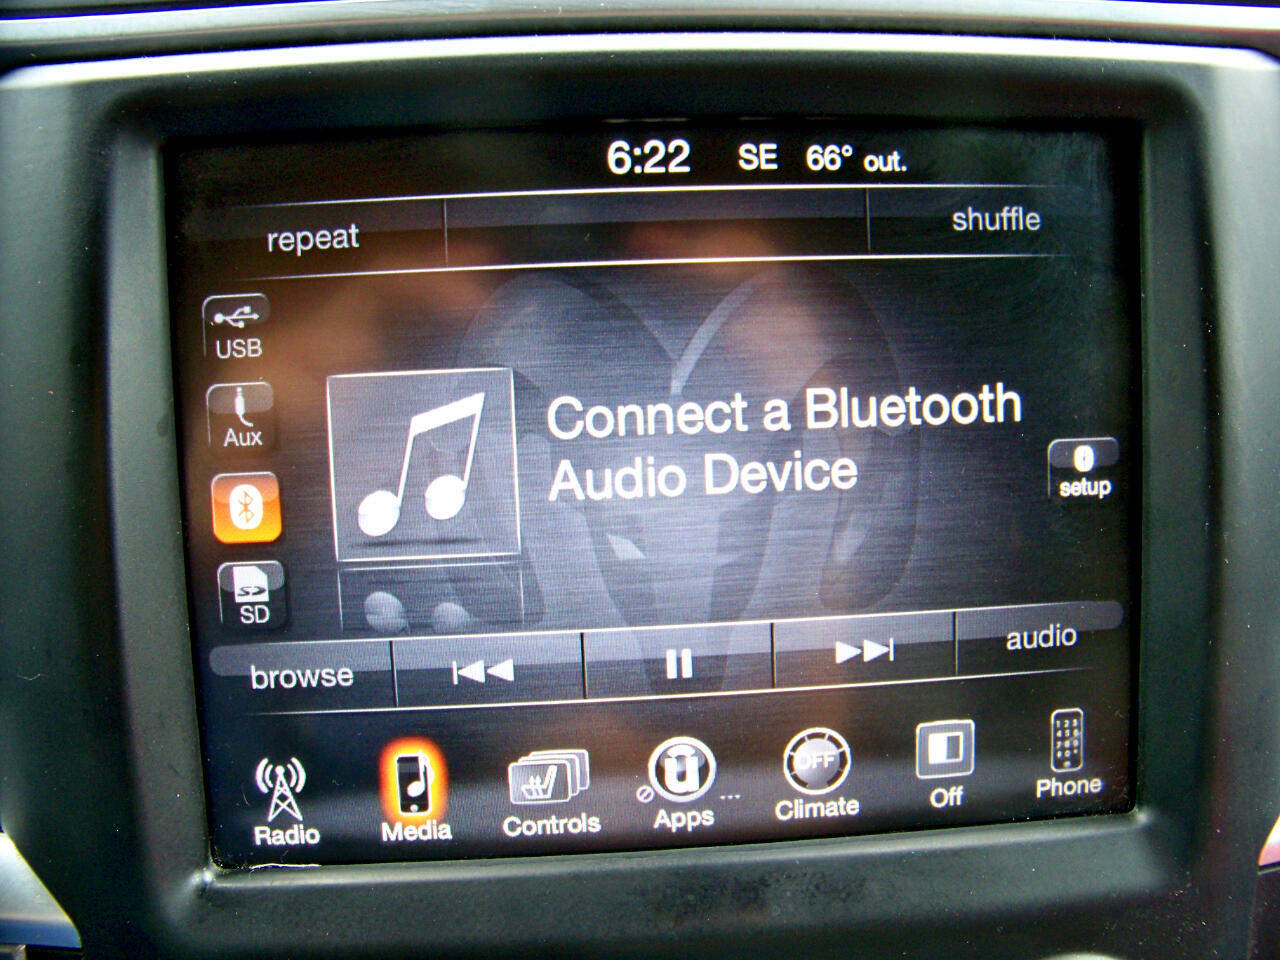 6:22 SE 66° out.
repeat shuffle
USB
Aux
Connect a Bluetooth
Audio Device
setup
SD
browse audio
OFF
Radio Media Controls Apps ... Climate Off Phone